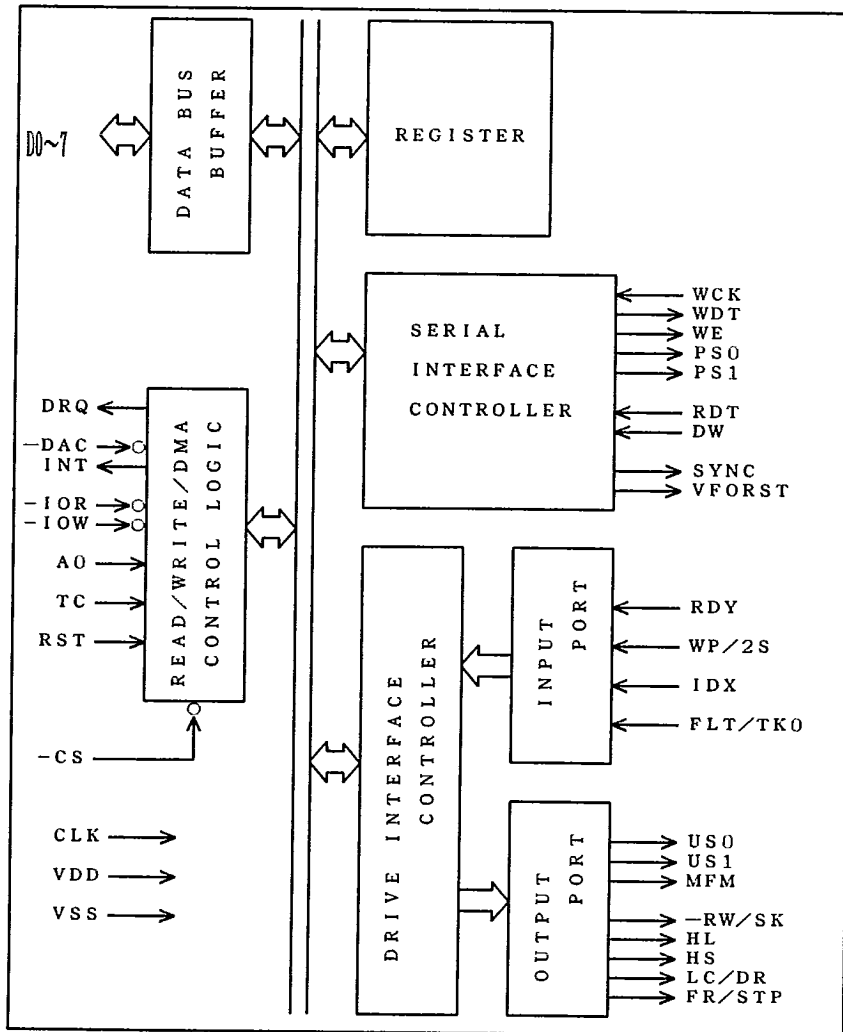 D0~7
DATA BUS
BUFFER
REGISTER
SERIAL
INTERFACE
CONTROLLER
WCK
WDT
WE
PS0
PS1
RDT
DW
SYNC
VFORST
DRQ
-DAC
INT
-IOR
-IOW
A0
TC
RST
READ/WRITE/DMA
CONTROL LOGIC
-CS
CLK
VDD
VSS
DRIVE INTERFACE
CONTROLLER
INPUT
PORT
RDY
WP/2S
IDX
FLT/TK0
OUTPUT
PORT
US0
US1
MFM
-RW/SK
HL
HS
LC/DR
FR/STP